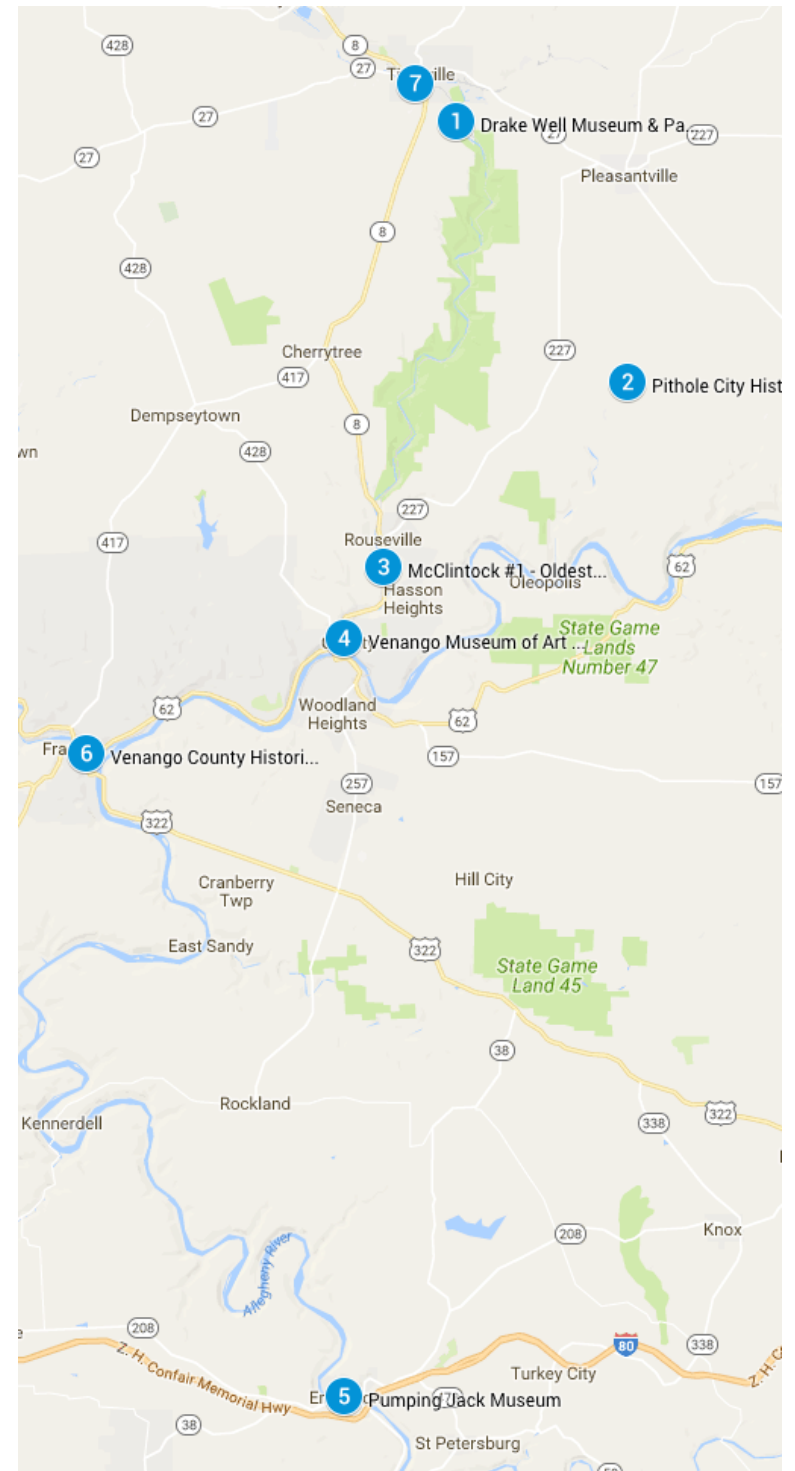 428
8
27
7
1
Drake Well Museum & Pa...
27
227
27
27
Pleasantville
8
428
Cherrytree
227
417
2
Pithole City Hist
Dempseytown
8
428
wn
227
417
Rouseville
62
3
McClintock #1 - Oldest...
Oleopolis
Hasson
Heights
State Game
Lands
Number 47
4
Venango Museum of Art ...
62
Woodland
Heights
62
Fra
6
Venango County Histori...
157
257
157
Seneca
322
Cranberry
Twp
Hill City
East Sandy
322
State Game
Land 45
38
Rockland
322
338
Kennerdell
208
Knox
Allegheny River
208
80
338
Z. H. Confair Memorial Hwy
Turkey City
Z. H. C
5
Pumping Jack Museum
38
St Petersburg